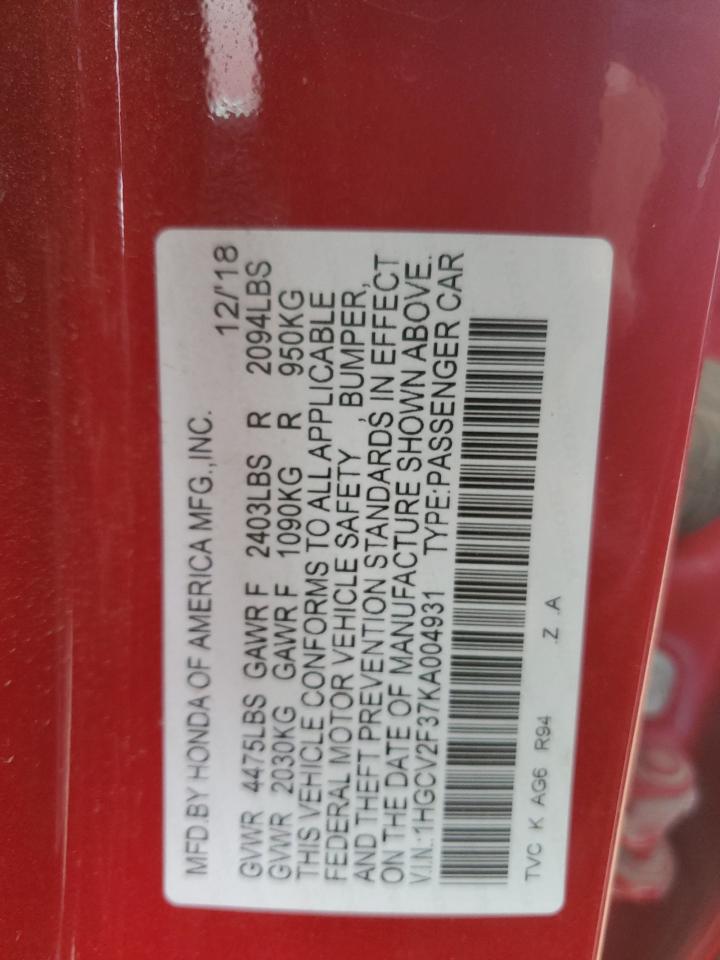 MFD.BY HONDA OF AMERICA MFG.,INC. 12/'18
GVWR 4475LBS GAWR F 2403LBS R 2094LBS
GVWR 2030KG GAWR F 1090KG R 950KG
THIS VEHICLE CONFORMS TO ALL APPLICABLE
FEDERAL MOTOR VEHICLE SAFETY , BUMPER,
AND THEFT PREVENTION STANDARDS IN EFFECT
ON THE DATE OF MANUFACTURE SHOWN ABOVE.
V.I.N.:1HGCV2F37KA004931 TYPE:PASSENGER CAR
TVC K AG6 R94 .Z .A